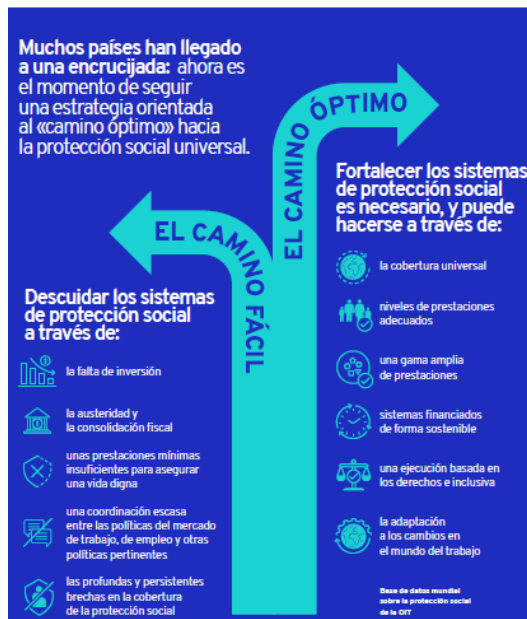 Muchos países han llegado
a una encrucijada: ahora es
el momento de seguir
una estrategia orientada
al «camino óptimo» hacia
la protección social universal.
EL CAMINO ÓPTIMO
EL CAMINO FÁCIL
Descuidar los sistemas
de protección social
a través de:
la falta de inversión
la austeridad y
la consolidación fiscal
unas prestaciones mínimas
insuficientes para asegurar
una vida digna
una coordinación escasa
entre las políticas del mercado
de trabajo, de empleo y otras
políticas pertinentes
las profundas y persistentes
brechas en la cobertura
de la protección social
Fortalecer los sistemas
de protección social
es necesario, y puede
hacerse a través de:
la cobertura universal
niveles de prestaciones
adecuados
una gama amplia
de prestaciones
sistemas financiados
de forma sostenible
una ejecución basada en
los derechos e inclusiva
la adaptación
a los cambios en
el mundo del trabajo
Base de datos mundial
sobre la protección social
de la OIT